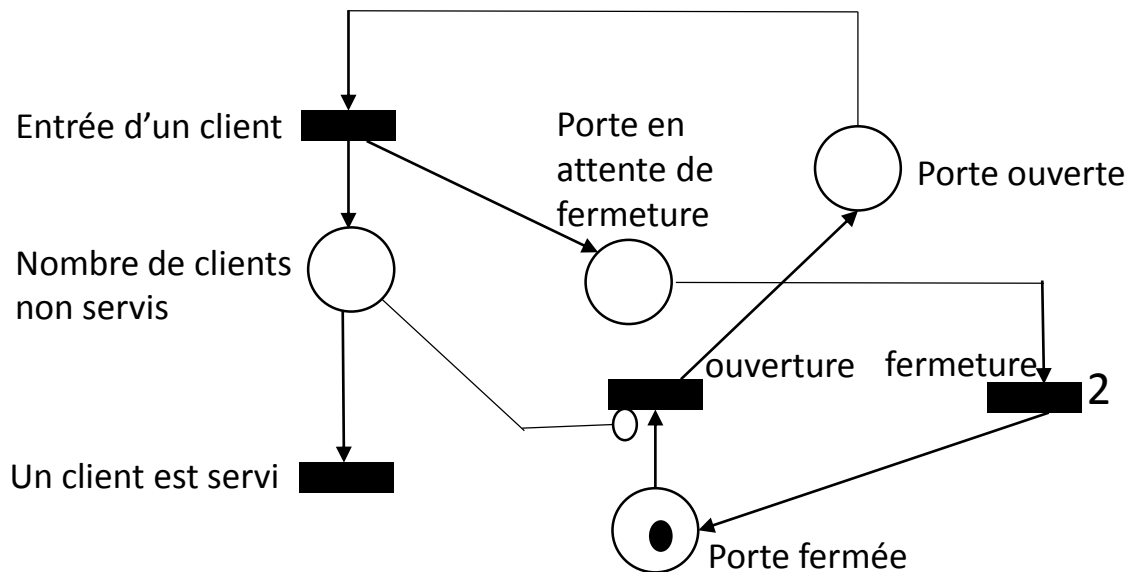 Entrée d’un client
Porte en
attente de
fermeture
Porte ouverte
Nombre de clients
non servis
ouverture
fermeture
2
Un client est servi
Porte fermée